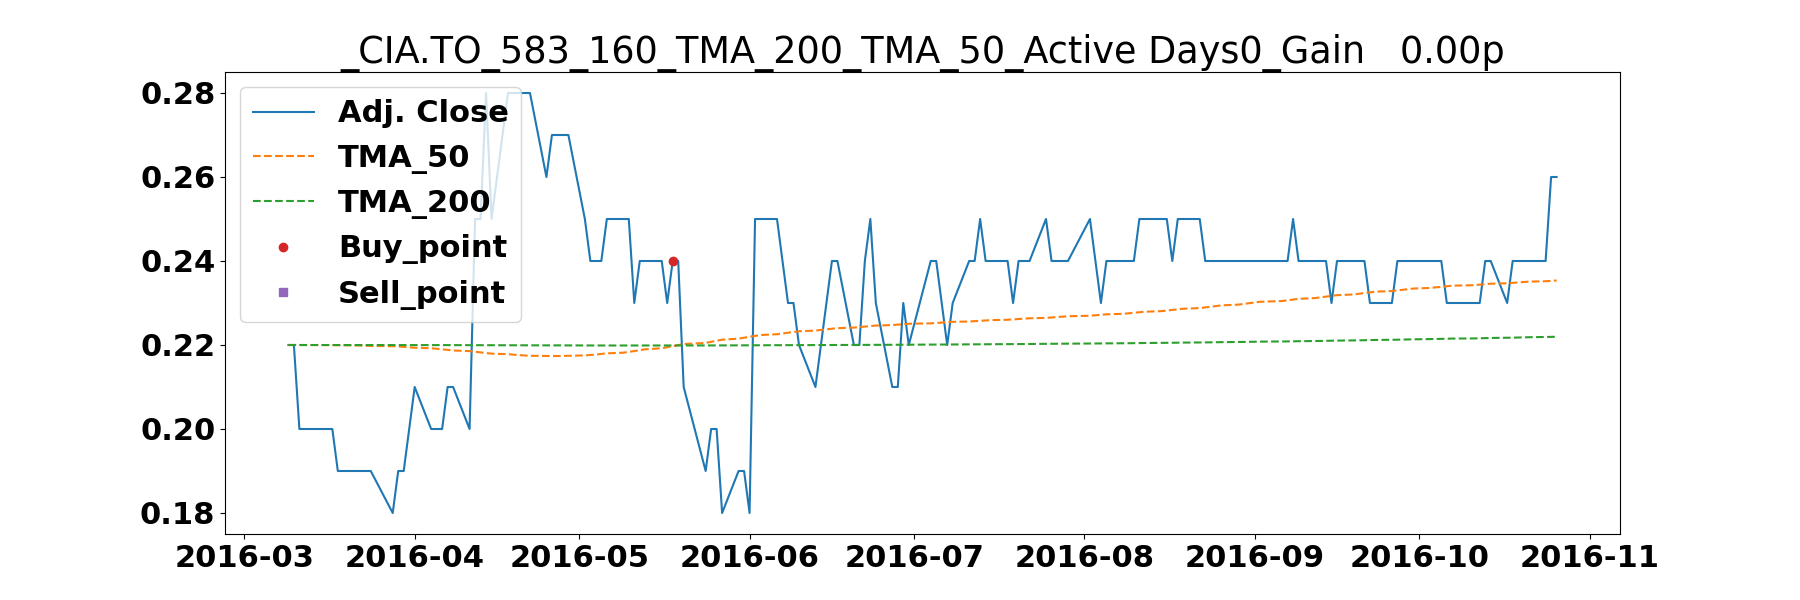 _CIA.TO_583_160_TMA_200_TMA_50_Active Days0_Gain   0.00p
0.28
0.26
0.24
0.22
0.20
0.18
Adj. Close
TMA_50
TMA_200
Buy_point
Sell_point
2016-03 2016-04 2016-05 2016-06 2016-07 2016-08 2016-09 2016-10 2016-11